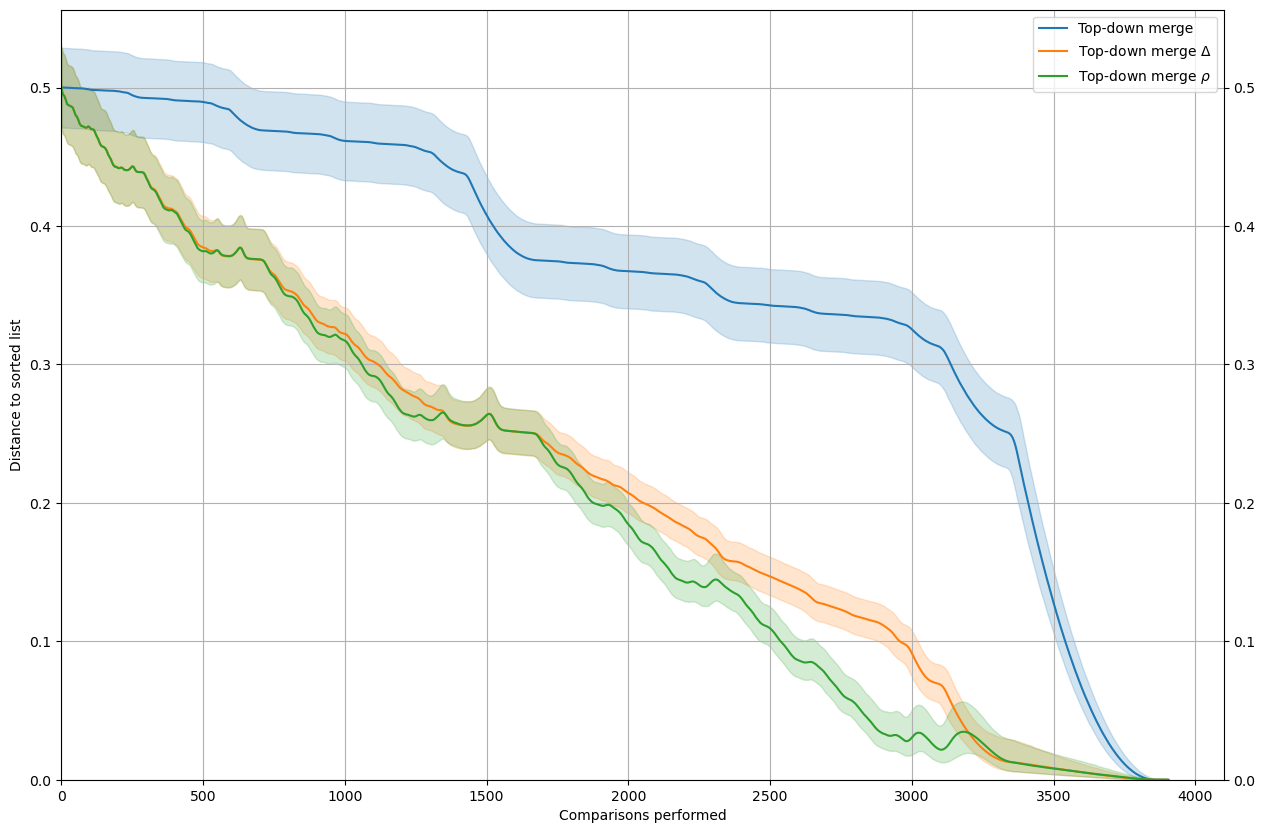 Top-down merge
Top-down merge Δ
Top-down merge ρ
0.5 0.5
0.4 0.4
0.3 0.3
0.2 0.2
0.1 0.1
0.0 0.0
Distance to sorted list
0 500 1000 1500 2000 2500 3000 3500 4000
Comparisons performed